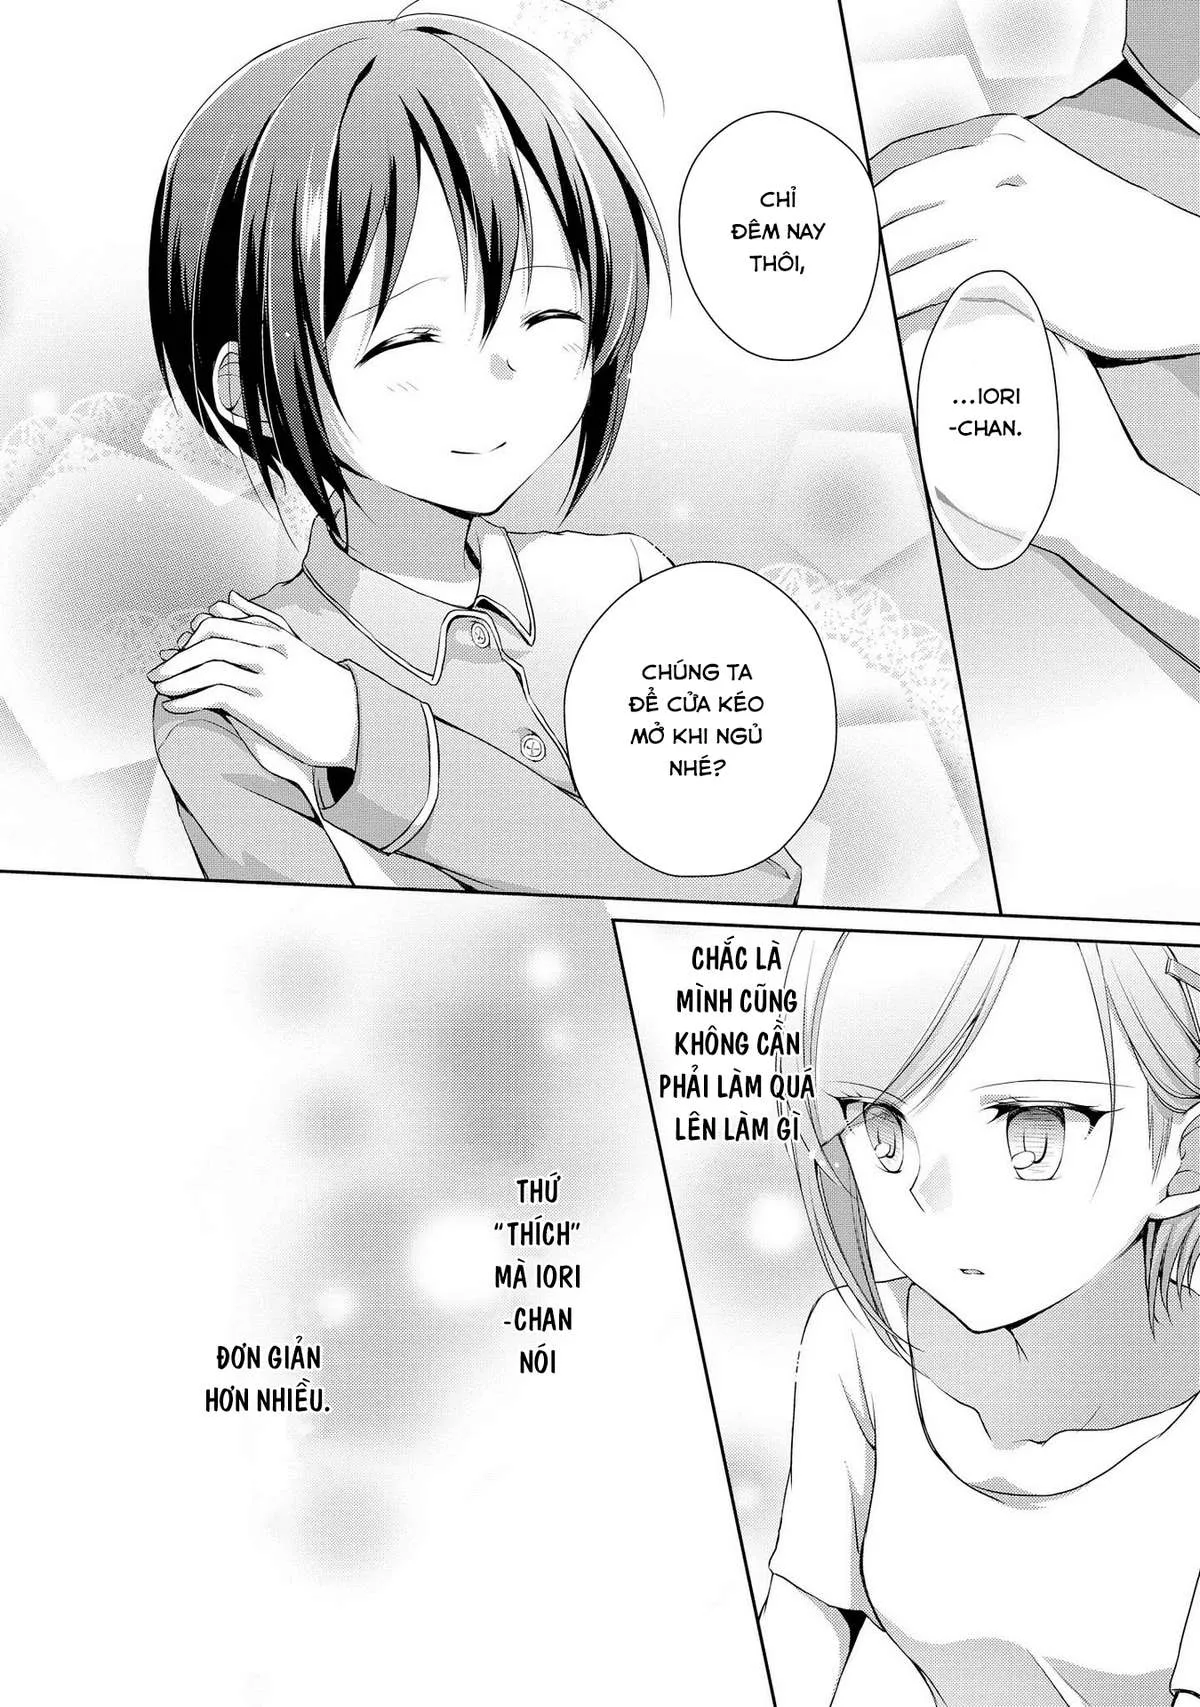 ...IORI
-CHAN.
CHỈ
ĐÊM NAY
THÔI,
CHÚNG TA
ĐỂ CỬA KÉO
MỞ KHI NGỦ
NHÉ?
CHẮC LÀ
MÌNH CŨNG
KHÔNG CẦN
PHẢI LÀM QUÁ
LÊN LÀM GÌ
THỨ
“THÍCH”
MÀ IORI
-CHAN
NÓI
ĐƠN GIẢN
HƠN NHIỀU.